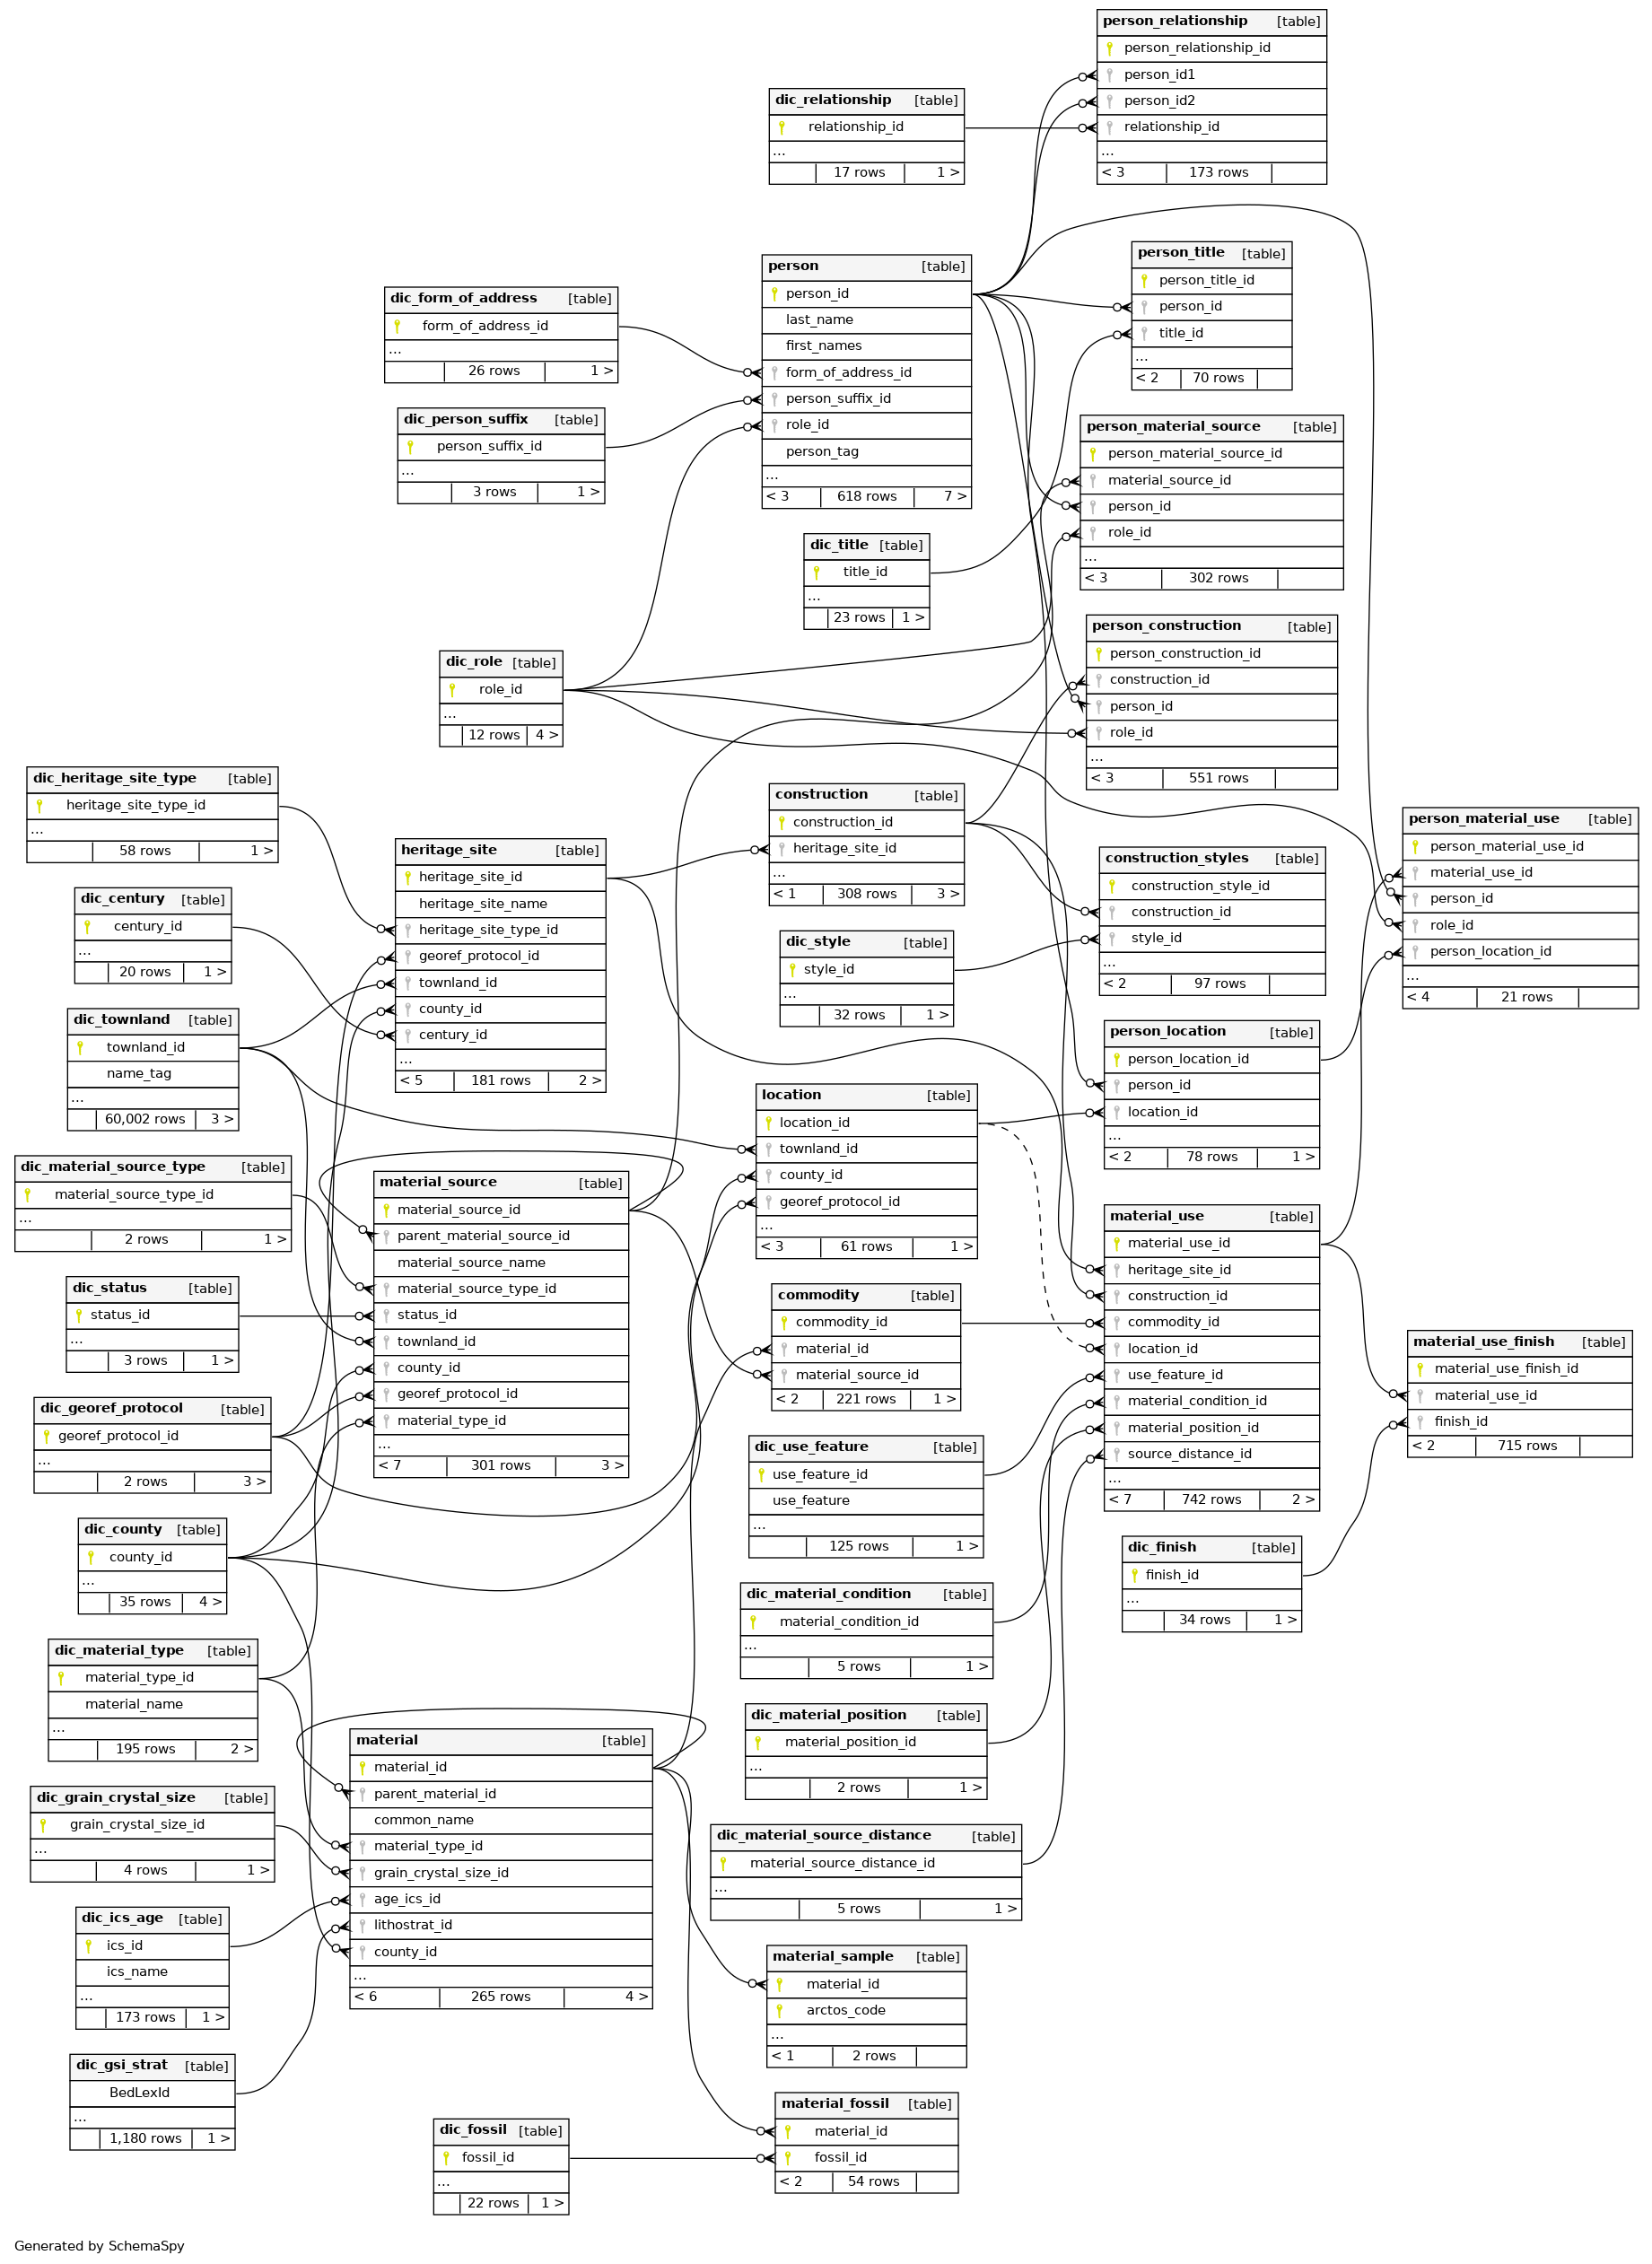 person_relationship [table]
person_relationship_id
person_id1
person_id2
relationship_id
...
< 3 173 rows
dic_relationship [table]
relationship_id
...
17 rows 1 >
person_title [table]
person_title_id
person_id
title_id
...
< 2 70 rows
person [table]
person_id
last_name
first_names
form_of_address_id
person_suffix_id
role_id
person_tag
...
< 3 618 rows 7 >
dic_form_of_address [table]
form_of_address_id
...
26 rows 1 >
dic_person_suffix [table]
person_suffix_id
...
3 rows 1 >
person_material_source [table]
person_material_source_id
material_source_id
person_id
role_id
...
< 3 302 rows
dic_title [table]
title_id
...
23 rows 1 >
person_construction [table]
person_construction_id
construction_id
person_id
role_id
...
< 3 551 rows
dic_role [table]
role_id
...
12 rows 4 >
dic_heritage_site_type [table]
heritage_site_type_id
...
58 rows 1 >
construction [table]
construction_id
heritage_site_id
...
< 1 308 rows 3 >
person_material_use [table]
person_material_use_id
material_use_id
person_id
role_id
person_location_id
...
< 4 21 rows
heritage_site [table]
heritage_site_id
heritage_site_name
heritage_site_type_id
georef_protocol_id
townland_id
county_id
century_id
...
< 5 181 rows 2 >
construction_styles [table]
construction_style_id
construction_id
style_id
...
< 2 97 rows
dic_century [table]
century_id
...
20 rows 1 >
dic_style [table]
style_id
...
32 rows 1 >
dic_townland [table]
townland_id
name_tag
...
60,002 rows 3 >
person_location [table]
person_location_id
person_id
location_id
...
< 2 78 rows 1 >
location [table]
location_id
townland_id
county_id
georef_protocol_id
...
< 3 61 rows 1 >
dic_material_source_type [table]
material_source_type_id
...
2 rows 1 >
material_source [table]
material_source_id
parent_material_source_id
material_source_name
material_source_type_id
status_id
townland_id
county_id
georef_protocol_id
material_type_id
...
< 7 301 rows 3 >
material_use [table]
material_use_id
heritage_site_id
construction_id
commodity_id
location_id
use_feature_id
material_condition_id
material_position_id
source_distance_id
...
< 7 742 rows 2 >
dic_status [table]
status_id
...
3 rows 1 >
commodity [table]
commodity_id
material_id
material_source_id
< 2 221 rows 1 >
material_use_finish [table]
material_use_finish_id
material_use_id
finish_id
< 2 715 rows
dic_georef_protocol [table]
georef_protocol_id
...
2 rows 3 >
dic_use_feature [table]
use_feature_id
use_feature
...
125 rows 1 >
dic_county [table]
county_id
...
35 rows 4 >
dic_finish [table]
finish_id
...
34 rows 1 >
dic_material_condition [table]
material_condition_id
...
5 rows 1 >
dic_material_type [table]
material_type_id
material_name
...
195 rows 2 >
dic_material_position [table]
material_position_id
...
2 rows 1 >
material [table]
material_id
parent_material_id
common_name
material_type_id
grain_crystal_size_id
age_ics_id
lithostrat_id
county_id
...
< 6 265 rows 4 >
dic_grain_crystal_size [table]
grain_crystal_size_id
...
4 rows 1 >
dic_material_source_distance [table]
material_source_distance_id
...
5 rows 1 >
dic_ics_age [table]
ics_id
ics_name
...
173 rows 1 >
material_sample [table]
material_id
arctos_code
...
< 1 2 rows
dic_gsi_strat [table]
BedLexId
...
1,180 rows 1 >
material_fossil [table]
material_id
fossil_id
< 2 54 rows
dic_fossil [table]
fossil_id
...
22 rows 1 >
Generated by SchemaSpy